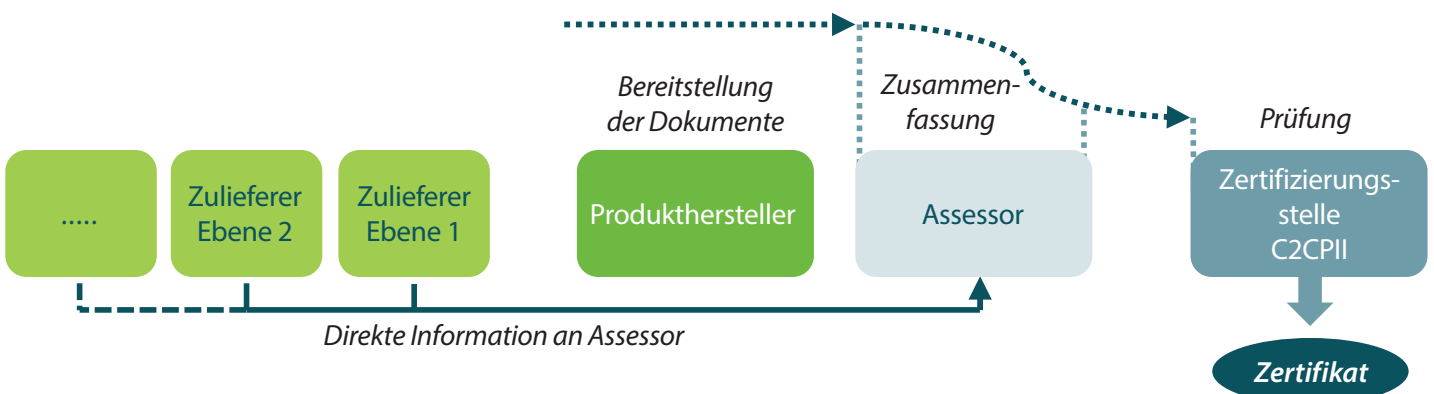 Bereitstellung
der Dokumente
Zusammen-
fassung
Prüfung
.....
Zulieferer
Ebene 2
Zulieferer
Ebene 1
Produkthersteller
Assessor
Zertifizierungs-
stelle
C2CPII
Direkte Information an Assessor
Zertifikat